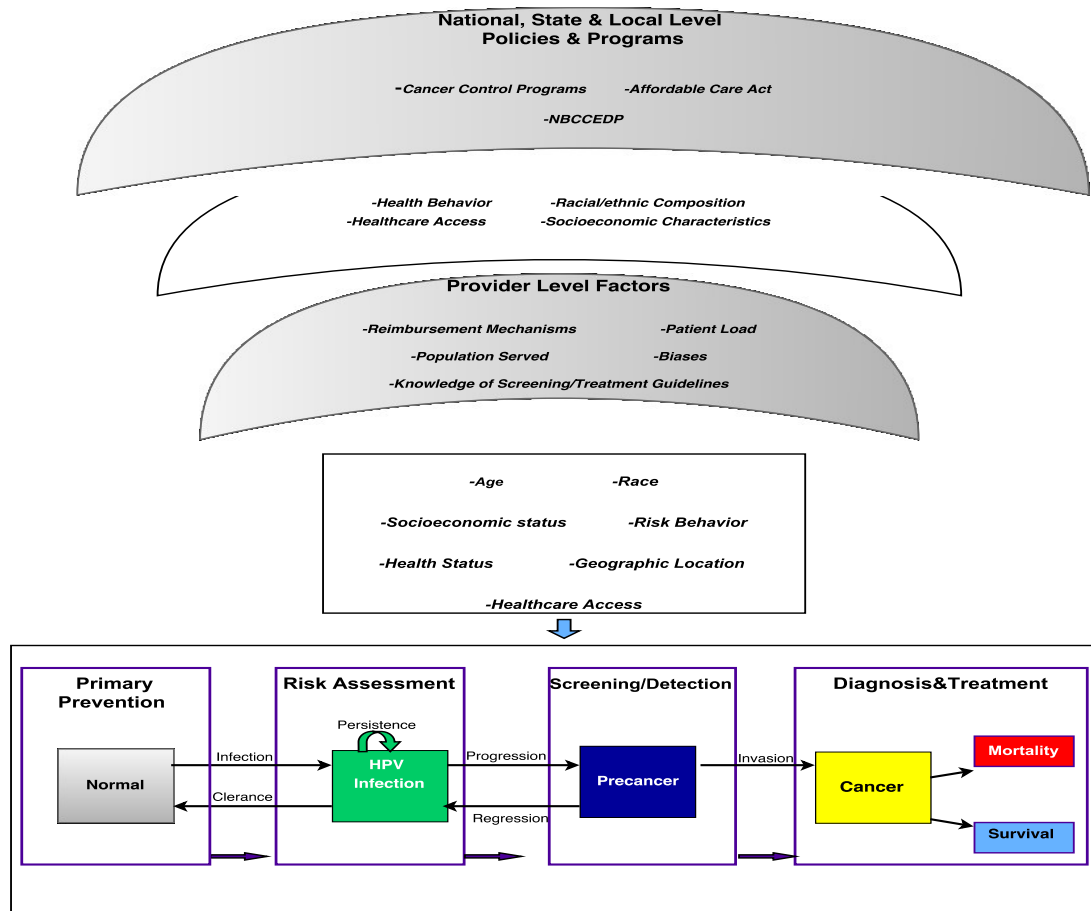 National, State & Local Level
Policies & Programs
-Cancer Control Programs -Affordable Care Act
-NBCCEDP
-Health Behavior -Racial/ethnic Composition
-Healthcare Access -Socioeconomic Characteristics
Provider Level Factors
-Reimbursement Mechanisms -Patient Load
-Population Served -Biases
-Knowledge of Screening/Treatment Guidelines
-Age -Race
-Socioeconomic status -Risk Behavior
-Health Status -Geographic Location
-Healthcare Access
Primary
Prevention
Normal
Infection
Clerance
Risk Assessment
Persistence
HPV
Infection
Progression
Regression
Screening/Detection
Precancer
Invasion
Diagnosis&Treatment
Cancer
Mortality
Survival